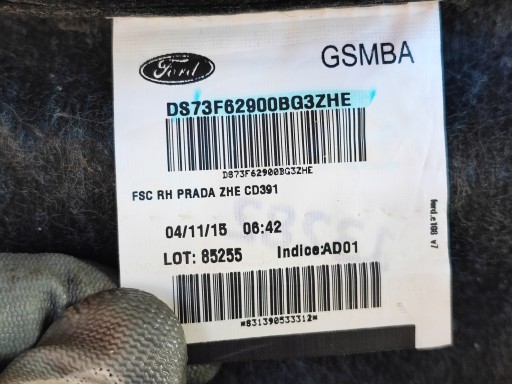 Ford
GSMBA
DS73F62900BG3ZHE
DS73F62900BG3ZHE
FSC RH PRADA ZHE CD391
04/11/15 06:42
LOT: 85255 Indice:AD01
*831390533312*